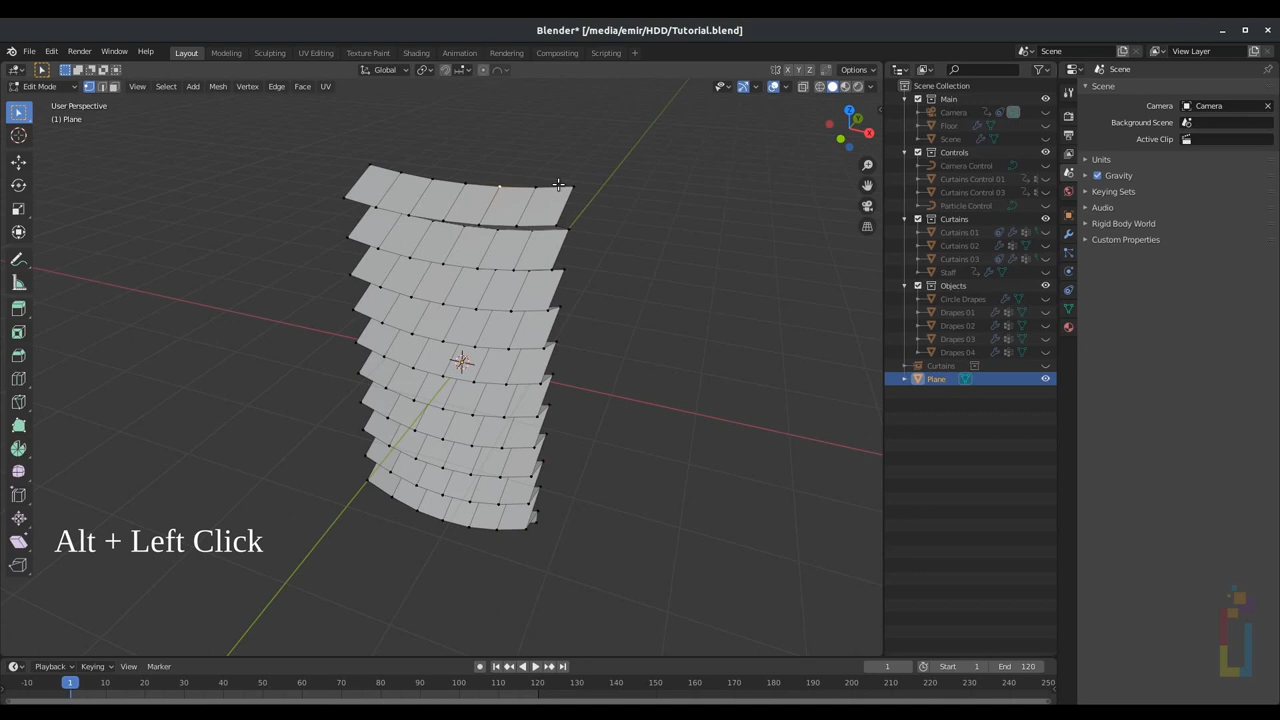 Blender* [/media/emir/HDD/Tutorial.blend]
File Edit Render Window Help Layout Modeling Sculpting UV Editing Texture Paint Shading Animation Rendering Compositing Scripting + Scene View Layer
Global Options X Y Z
Edit Mode View Select Add Mesh Vertex Edge Face UV
User Perspective
(1) Plane
Z
Y
X
Alt + Left Click
Scene Collection
Main
Camera
Floor
Scene
Controls
Camera Control
Curtains Control 01
Curtains Control 03
Particle Control
Curtains
Curtains 01
Curtains 02
Curtains 03
Staff
Objects
Circle Drapes
Drapes 01
Drapes 02
Drapes 03
Drapes 04
Curtains
Plane
Scene
Scene
Camera Camera
Background Scene
Active Clip
Units
Gravity
Keying Sets
Audio
Rigid Body World
Custom Properties
Playback Keying View Marker 1 Start 1 End 120
-10 1 10 20 30 40 50 60 70 80 90 100 110 120 130 140 150 160 170 180 190 200 210 220 230 240 250